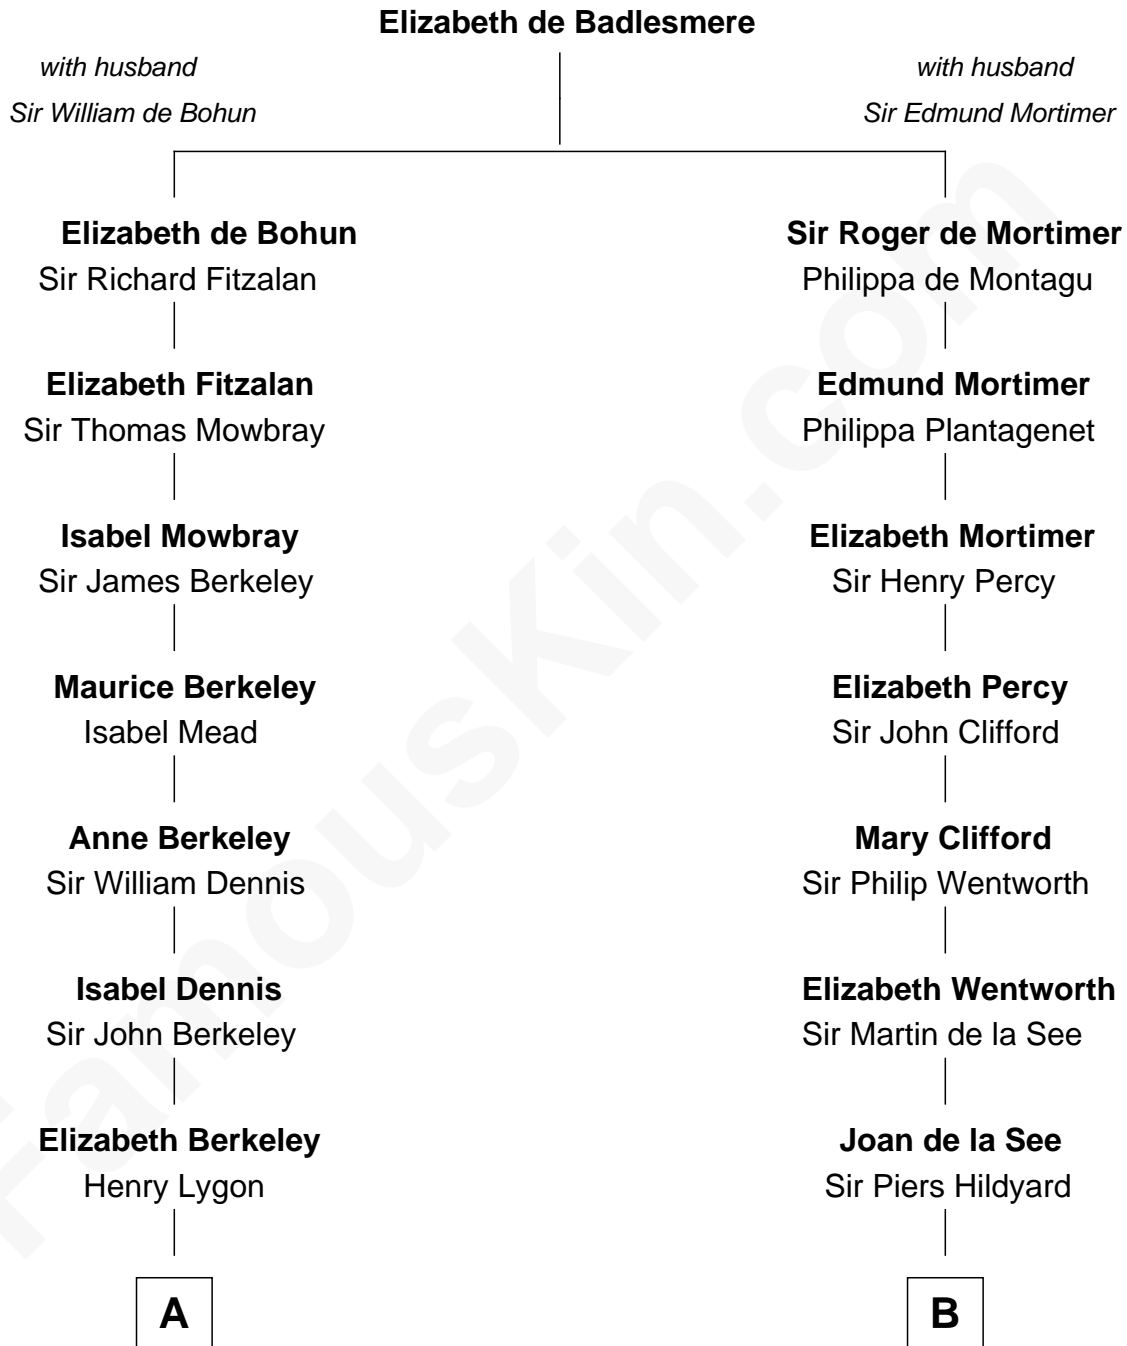 Elizabeth de Badlesmere
with husband
Sir William de Bohun
with husband
Sir Edmund Mortimer
Elizabeth de Bohun
Sir Richard Fitzalan
Sir Roger de Mortimer
Philippa de Montagu
Elizabeth Fitzalan
Sir Thomas Mowbray
Edmund Mortimer
Philippa Plantagenet
Isabel Mowbray
Sir James Berkeley
Elizabeth Mortimer
Sir Henry Percy
Maurice Berkeley
Isabel Mead
Elizabeth Percy
Sir John Clifford
Anne Berkeley
Sir William Dennis
Mary Clifford
Sir Philip Wentworth
Isabel Dennis
Sir John Berkeley
Elizabeth Wentworth
Sir Martin de la See
Elizabeth Berkeley
Henry Lygon
Joan de la See
Sir Piers Hildyard
A
B
FamousKin.com